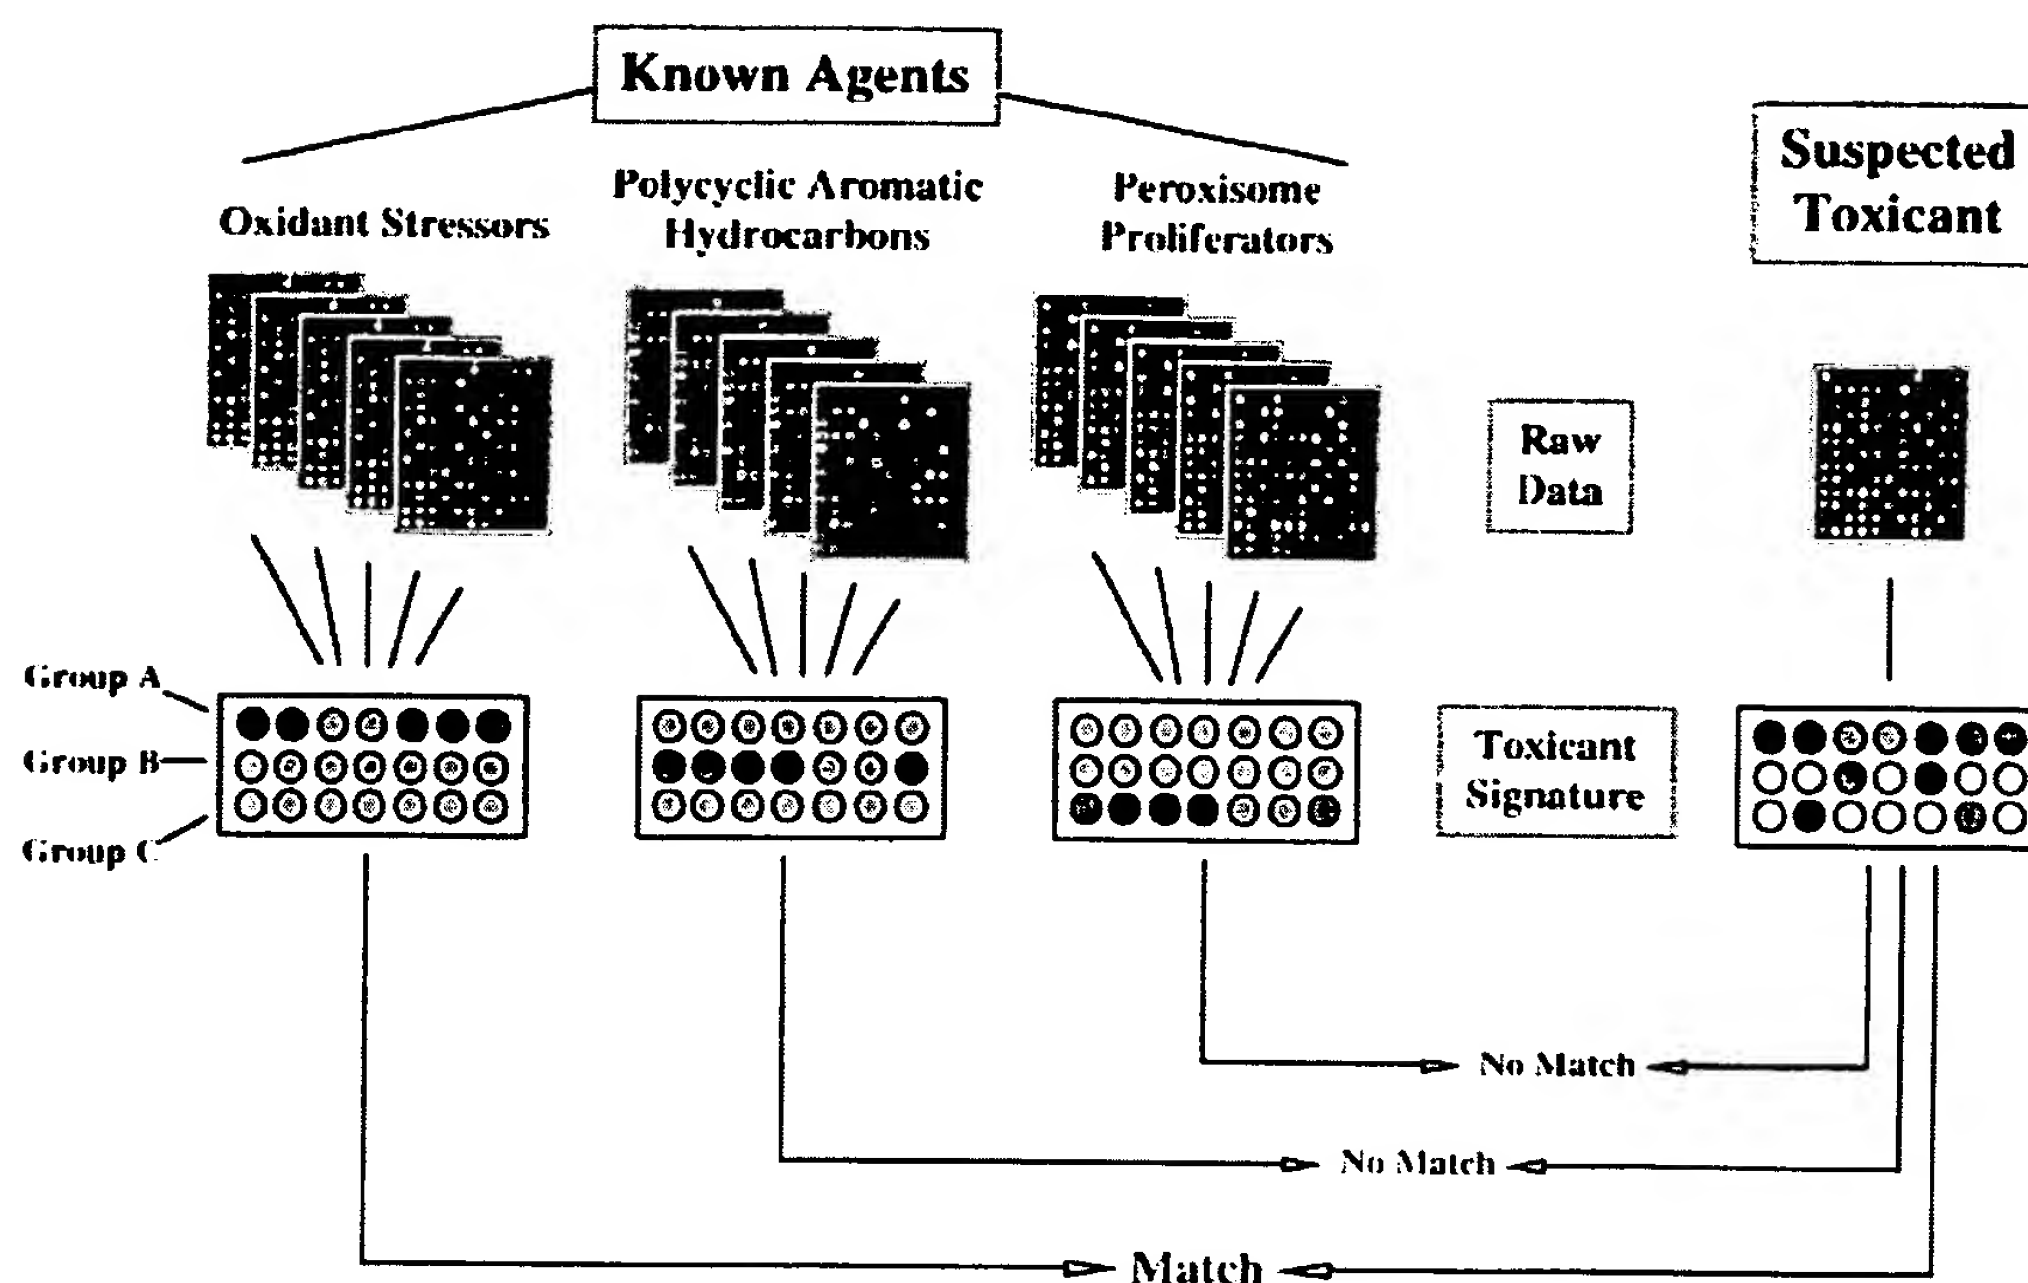 Known Agents
Suspected
Toxicant
Oxidant Stressors
Polycyclic Aromatic
Hydrocarbons
Peroxisome
Proliferators
Raw
Data
Group A
Group B
Group C
Toxicant
Signature
No Match
No Match
Match